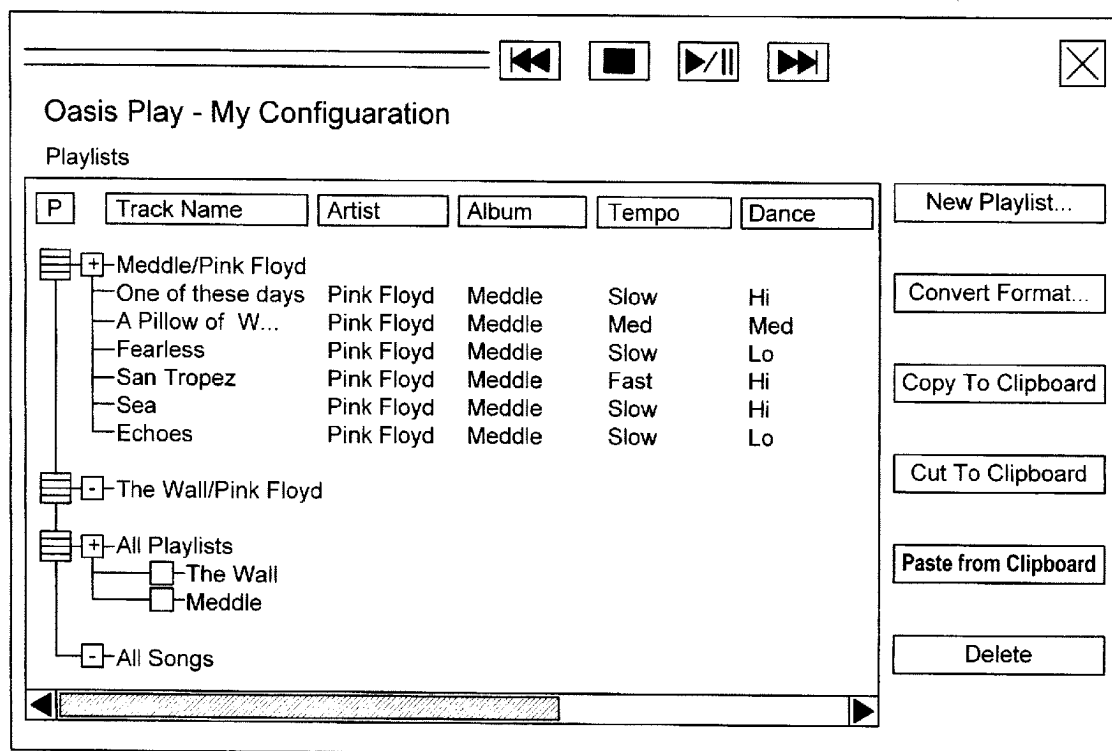 Oasis Play - My Configuaration
Playlists
P Track Name Artist Album Tempo Dance
+ Meddle/Pink Floyd
One of these days Pink Floyd Meddle Slow Hi
A Pillow of W... Pink Floyd Meddle Med Med
Fearless Pink Floyd Meddle Slow Lo
San Tropez Pink Floyd Meddle Fast Hi
Sea Pink Floyd Meddle Slow Hi
Echoes Pink Floyd Meddle Slow Lo
- The Wall/Pink Floyd
+ All Playlists
The Wall
Meddle
- All Songs
New Playlist...
Convert Format...
Copy To Clipboard
Cut To Clipboard
Paste from Clipboard
Delete